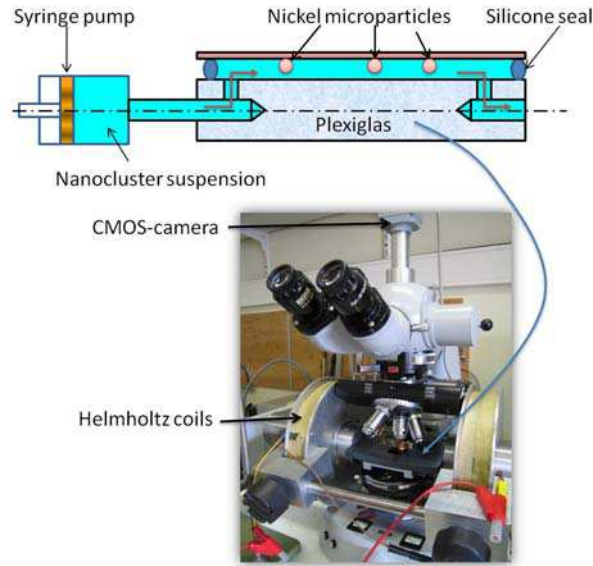 Syringe pump
Nickel microparticles
Silicone seal
Plexiglas
Nanocluster suspension
CMOS-camera
Helmholtz coils